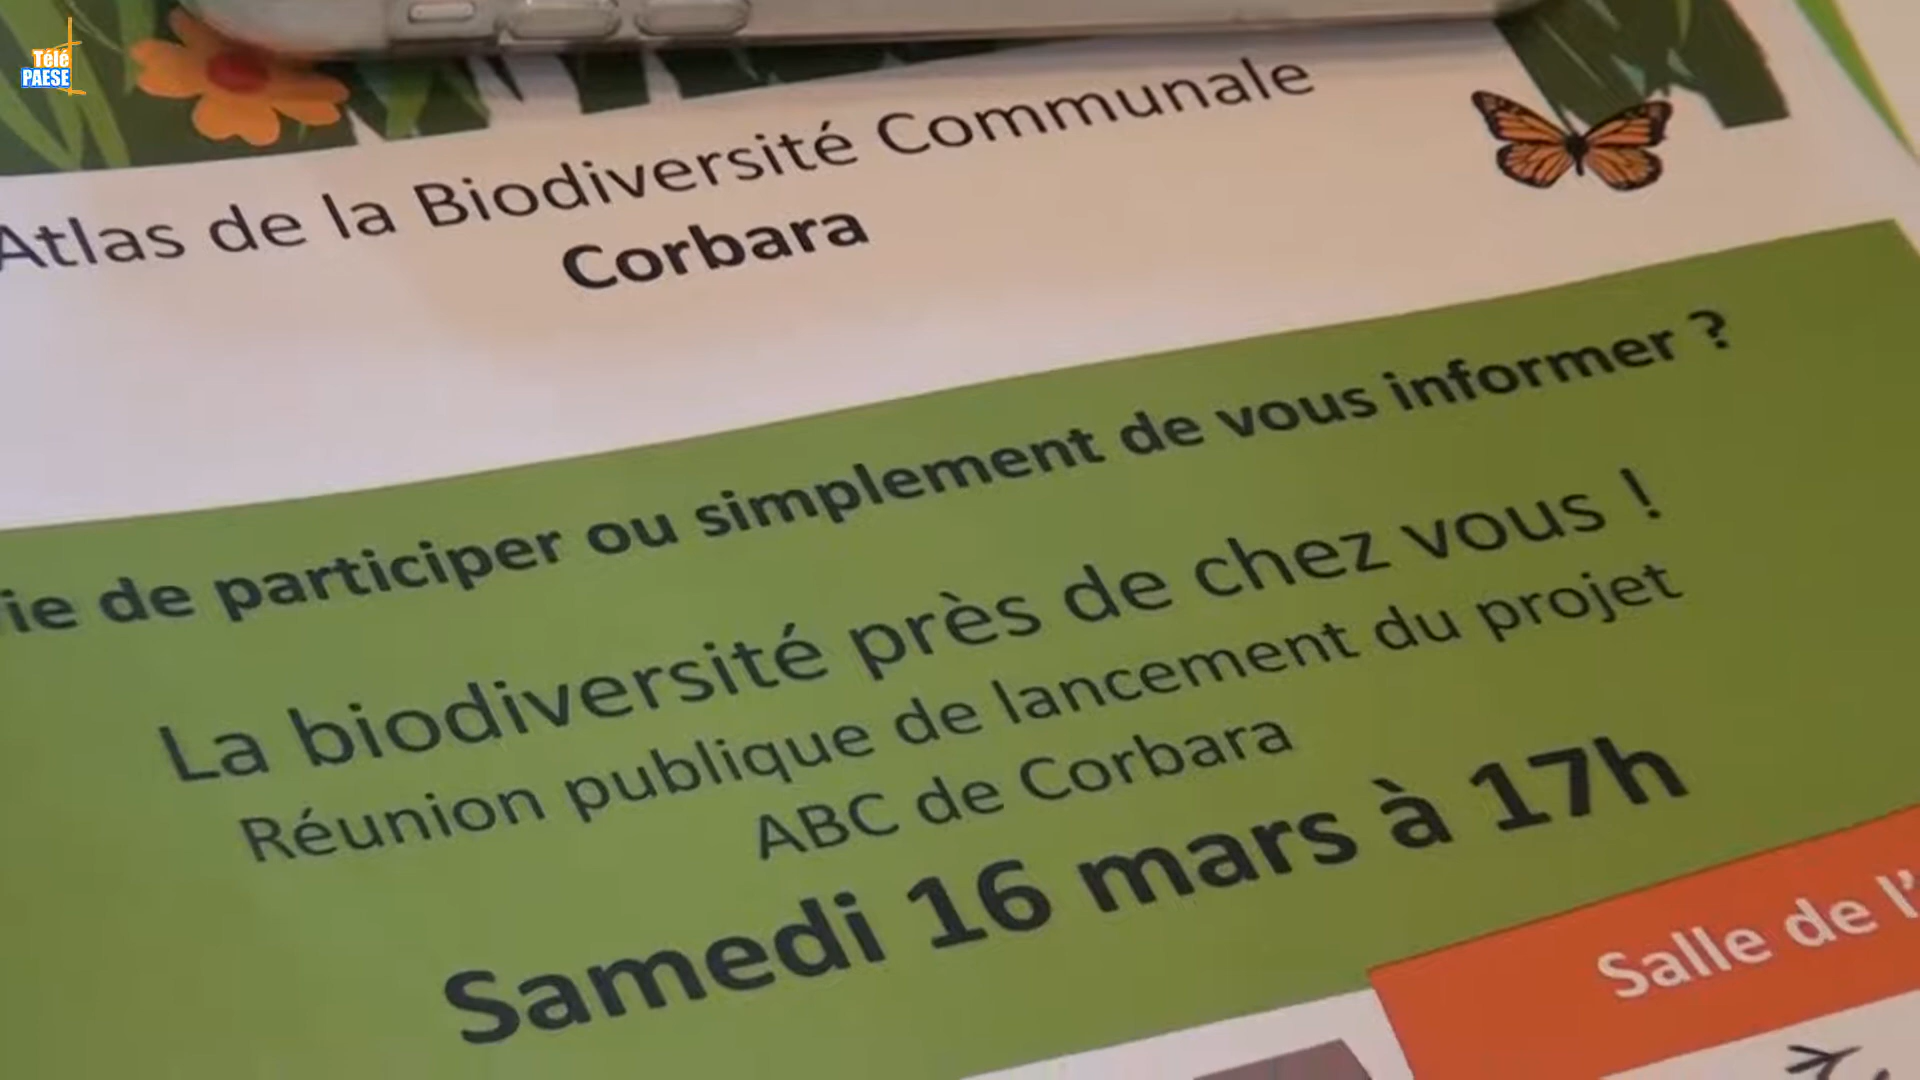 Télé
PAESE
Atlas de la Biodiversité Communale
Corbara
de participer ou simplement de vous informer ?
La biodiversité près de chez vous !
Réunion publique de lancement du projet
ABC de Corbara
Samedi 16 mars à 17h
Salle de l'